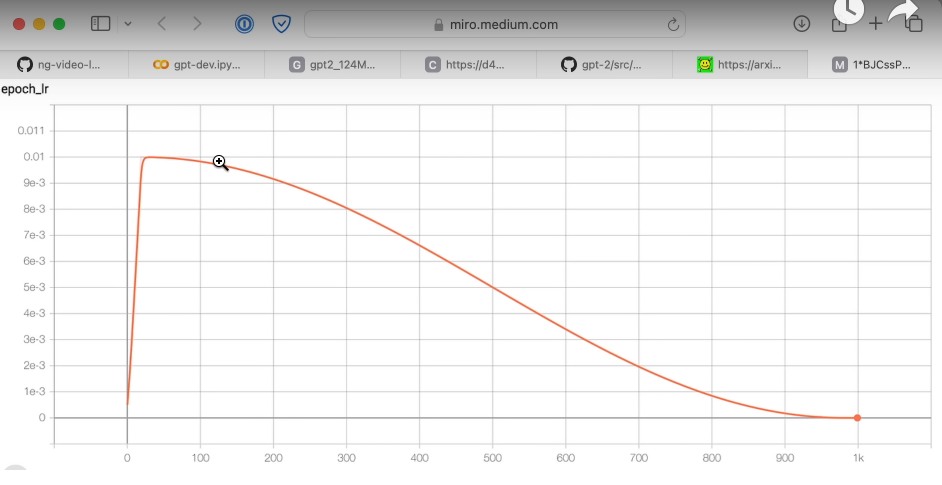 miro.medium.com
ng-video-l...
gpt-dev.ipy...
G gpt2_124M...
C https://d4...
gpt-2/src/...
https://arxi...
M 1*BJCssP...
epoch_lr
0.011
0.01
9e-3
8e-3
7e-3
6e-3
5e-3
4e-3
3e-3
2e-3
1e-3
0
0 100 200 300 400 500 600 700 800 900 1k